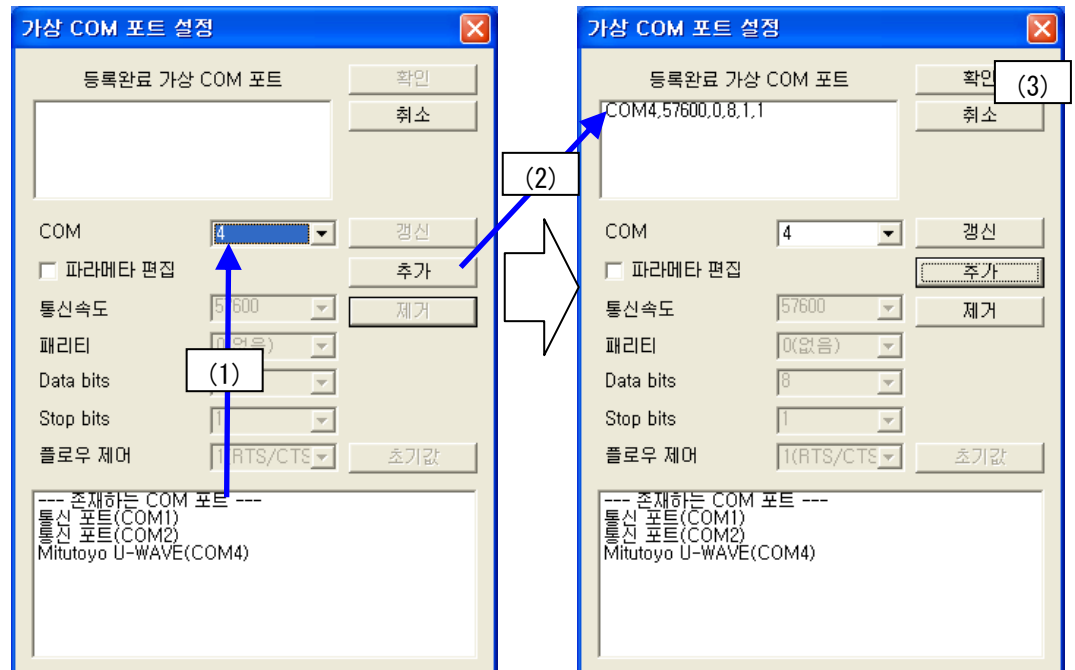 가상 COM 포트 설정
등록완료 가상 COM 포트
확인
취소
COM
4
갱신
파라메타 편집
추가
통신속도
57600
제거
패리티
0(없음)
(1)
Data bits
Stop bits
1
플로우 제어
1(RTS/CTS
초기값
--- 존재하는 COM 포트 ---
통신 포트(COM1)
통신 포트(COM2)
Mitutoyo U-WAVE(COM4)
(2)
가상 COM 포트 설정
등록완료 가상 COM 포트
확인
(3)
COM4,57600,0,8,1,1
취소
COM
4
갱신
파라메타 편집
추가
통신속도
57600
제거
패리티
0(없음)
Data bits
8
Stop bits
1
플로우 제어
1(RTS/CTS
초기값
--- 존재하는 COM 포트 ---
통신 포트(COM1)
통신 포트(COM2)
Mitutoyo U-WAVE(COM4)